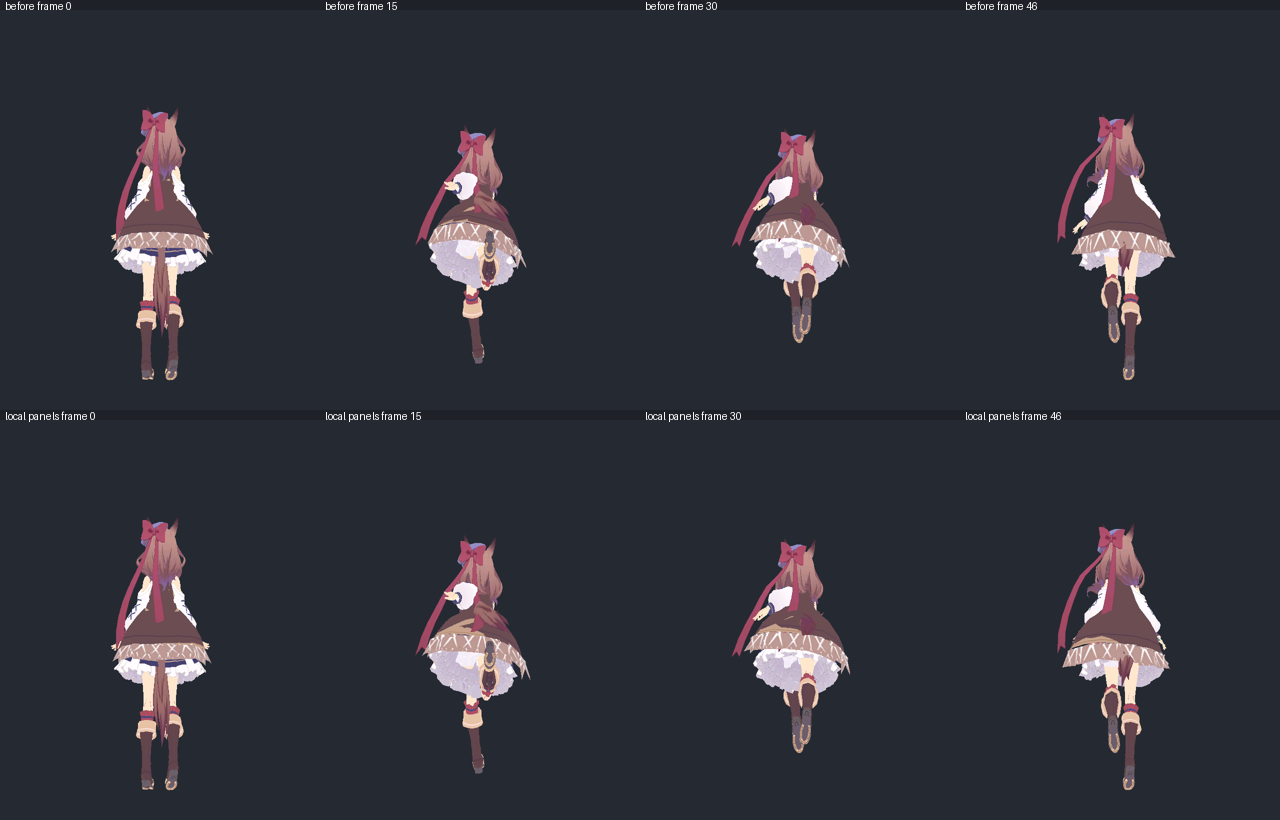 before frame 0
before frame 15
before frame 30
before frame 46
local panels frame 0
local panels frame 15
local panels frame 30
local panels frame 46